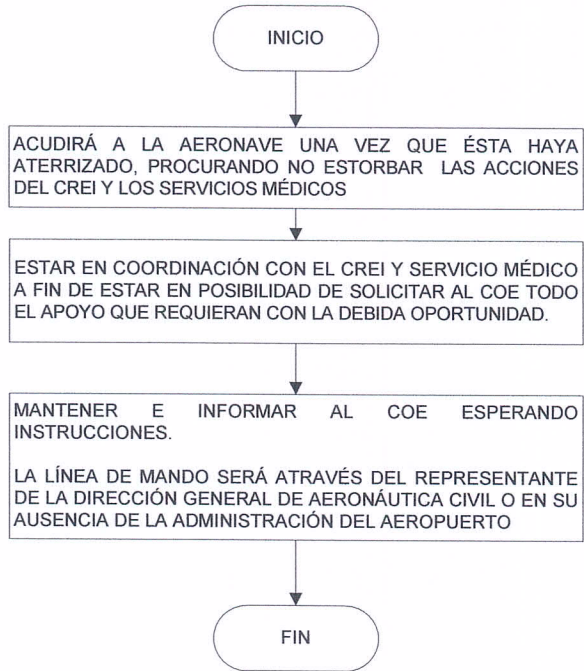 INICIO
ACUDIRÁ A LA AERONAVE UNA VEZ QUE ÉSTA HAYA
ATERRIZADO, PROCURANDO NO ESTORBAR LAS ACCIONES
DEL CREI Y LOS SERVICIOS MÉDICOS
ESTAR EN COORDINACIÓN CON EL CREI Y SERVICIO MÉDICO
A FIN DE ESTAR EN POSIBILIDAD DE SOLICITAR AL COE TODO
EL APOYO QUE REQUIERAN CON LA DEBIDA OPORTUNIDAD.
MANTENER E INFORMAR AL COE ESPERANDO
INSTRUCCIONES.
LA LÍNEA DE MANDO SERÁ ATRAVÉS DEL REPRESENTANTE
DE LA DIRECCIÓN GENERAL DE AERONÁUTICA CIVIL O EN SU
AUSENCIA DE LA ADMINISTRACIÓN DEL AEROPUERTO
FIN